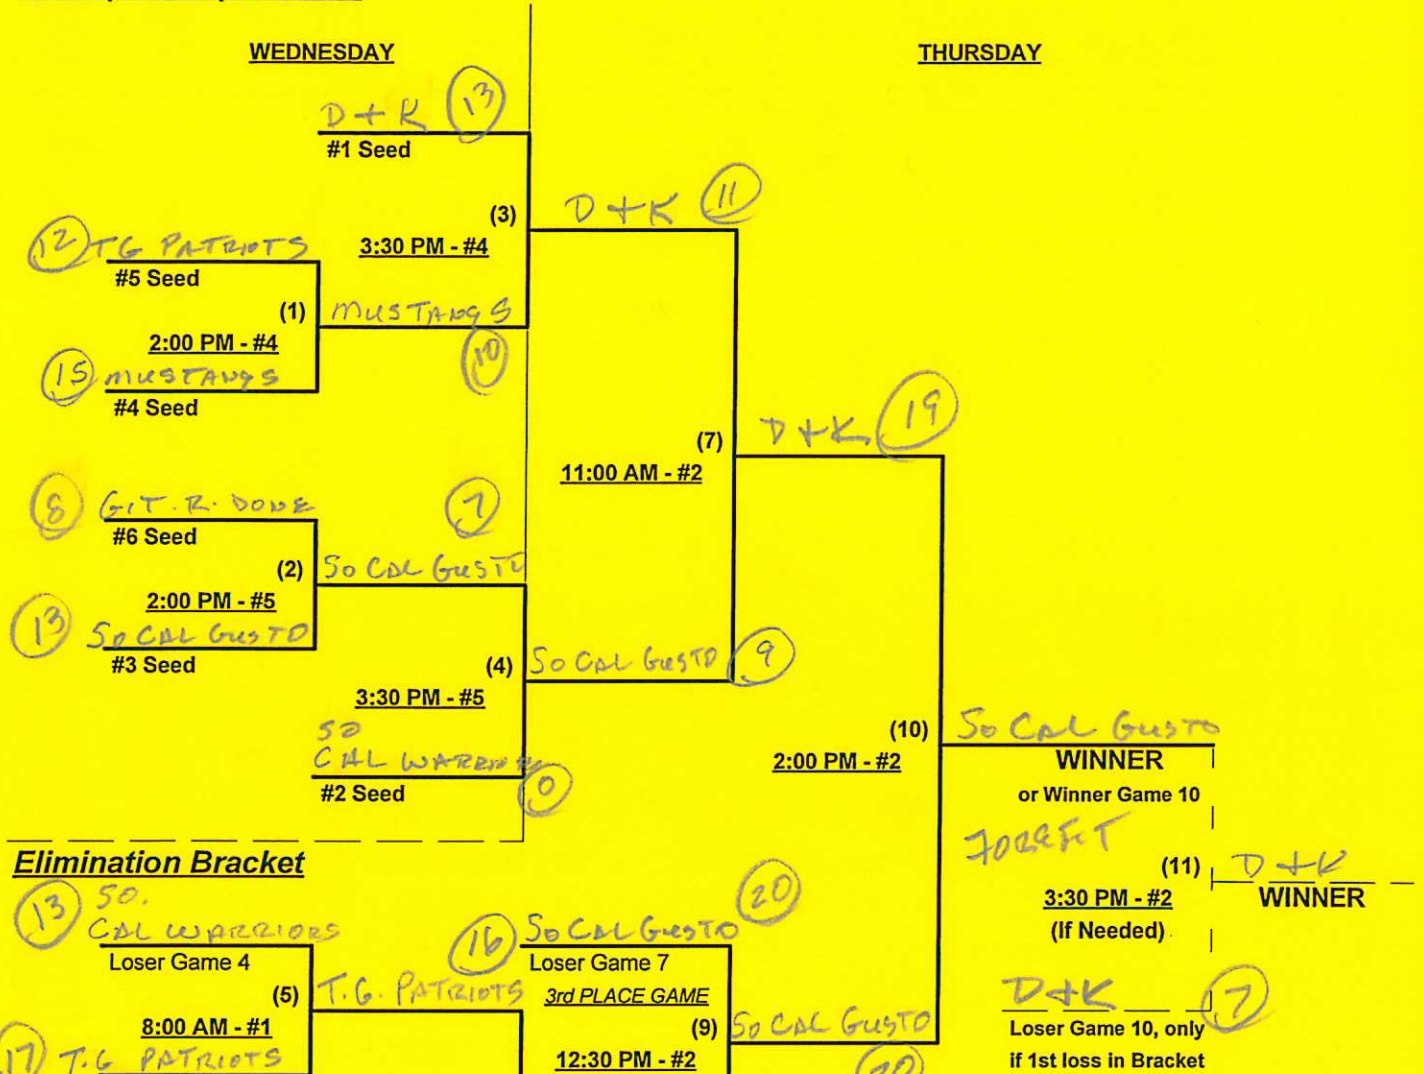 WEDNESDAY
THURSDAY
D + K 13
#1 Seed
(3)
3:30 PM - #4
D + K 11
12 TG PATRIOTS
#5 Seed
(1)
2:00 PM - #4
MUSTANGS
10
15 MUSTANGS
#4 Seed
(7)
11:00 AM - #2
D + K 19
8 GIT. R. DONE
#6 Seed
7
(2)
2:00 PM - #5
SO CAL GUSTO
13 SO CAL GUSTO
#3 Seed
(4)
3:30 PM - #5
SO CAL GUSTO 9
SO
CAL WARRIORS
#2 Seed
0
(10)
2:00 PM - #2
SO CAL GUSTO
WINNER
or Winner Game 10
FORFEIT
(11)
3:30 PM - #2
(If Needed)
D + K
WINNER
D + K 7
Loser Game 10, only
if 1st loss in Bracket
Elimination Bracket
13 SO.
CAL WARRIORS
Loser Game 4
(5)
8:00 AM - #1
T.G. PATRIOTS
17 T.G PATRIOTS
16 SO CAL GUSTO 20
Loser Game 7
3rd PLACE GAME
(9)
12:30 PM - #2
SO CAL GUSTO
20